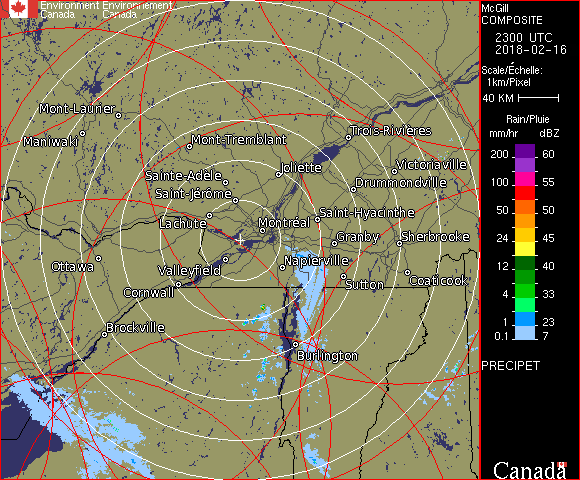 Environment Environnement
Canada Canada
McGill
COMPOSITE
2300 UTC
2018-02-16
Scale/Échelle:
1km/Pixel
40 KM
Rain/Pluie
mm/hr dBZ
200 60
100 55
50 50
24 45
12 40
4 33
1 23
0.1 7
PRECIPET
Canada
Mont-Laurier
Maniwaki
Mont-Tremblant
Trois-Rivières
Sainte-Adèle
Joliette
Victoriaville
Saint-Jérôme
Drummondville
Lachute
Montréal
Saint-Hyacinthe
Granby
Sherbrooke
Ottawa
Valleyfield
Napierville
Cornwall
Sutton
Coaticook
Brockville
Burlington